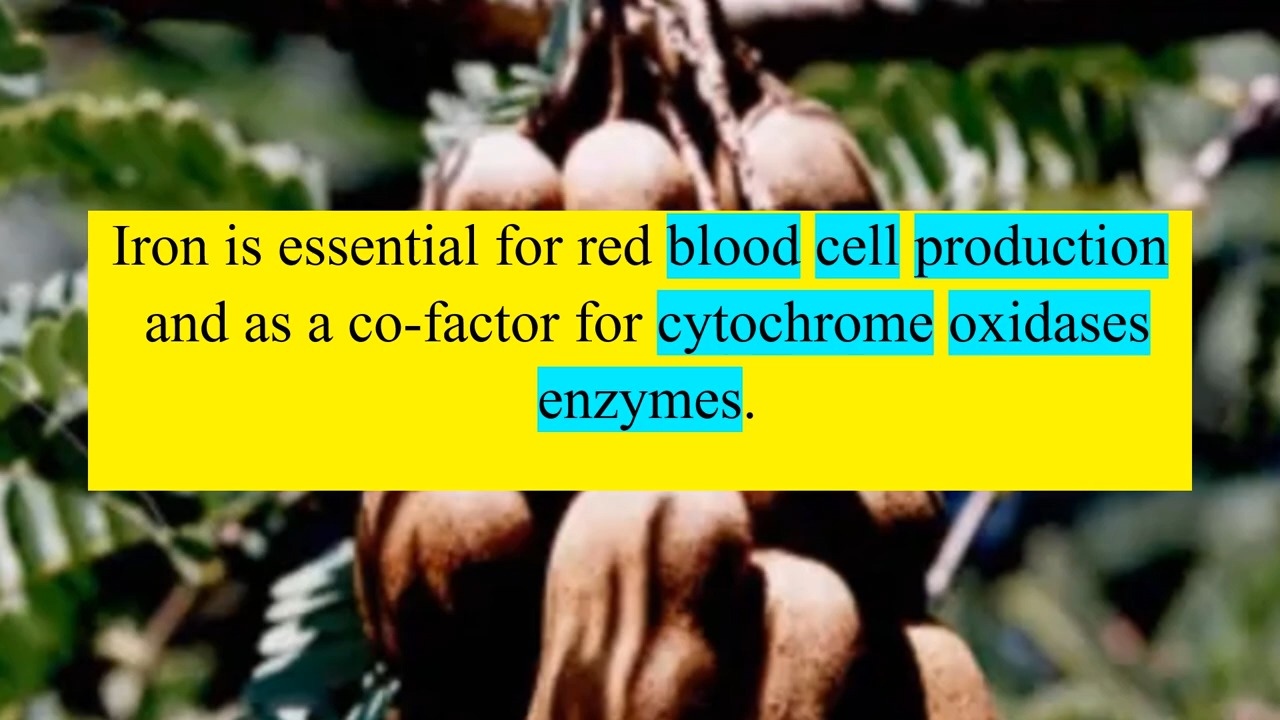 Iron is essential for red blood cell production
and as a co-factor for cytochrome oxidases
enzymes.